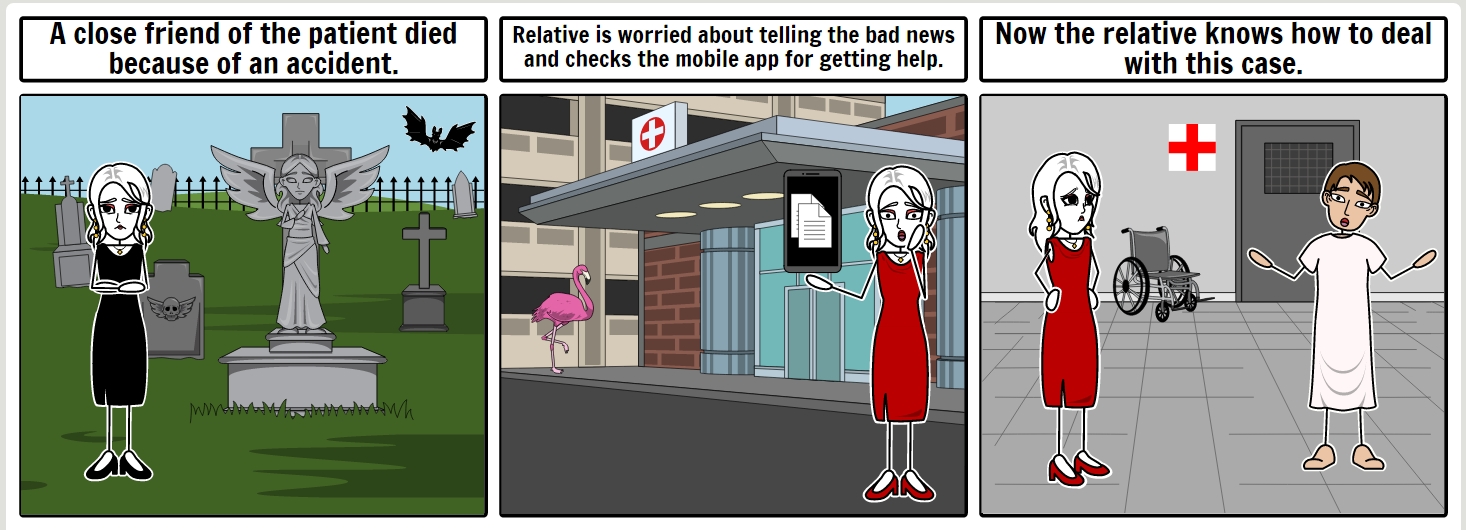 A close friend of the patient died
because of an accident.
Relative is worried about telling the bad news
and checks the mobile app for getting help.
Now the relative knows how to deal
with this case.